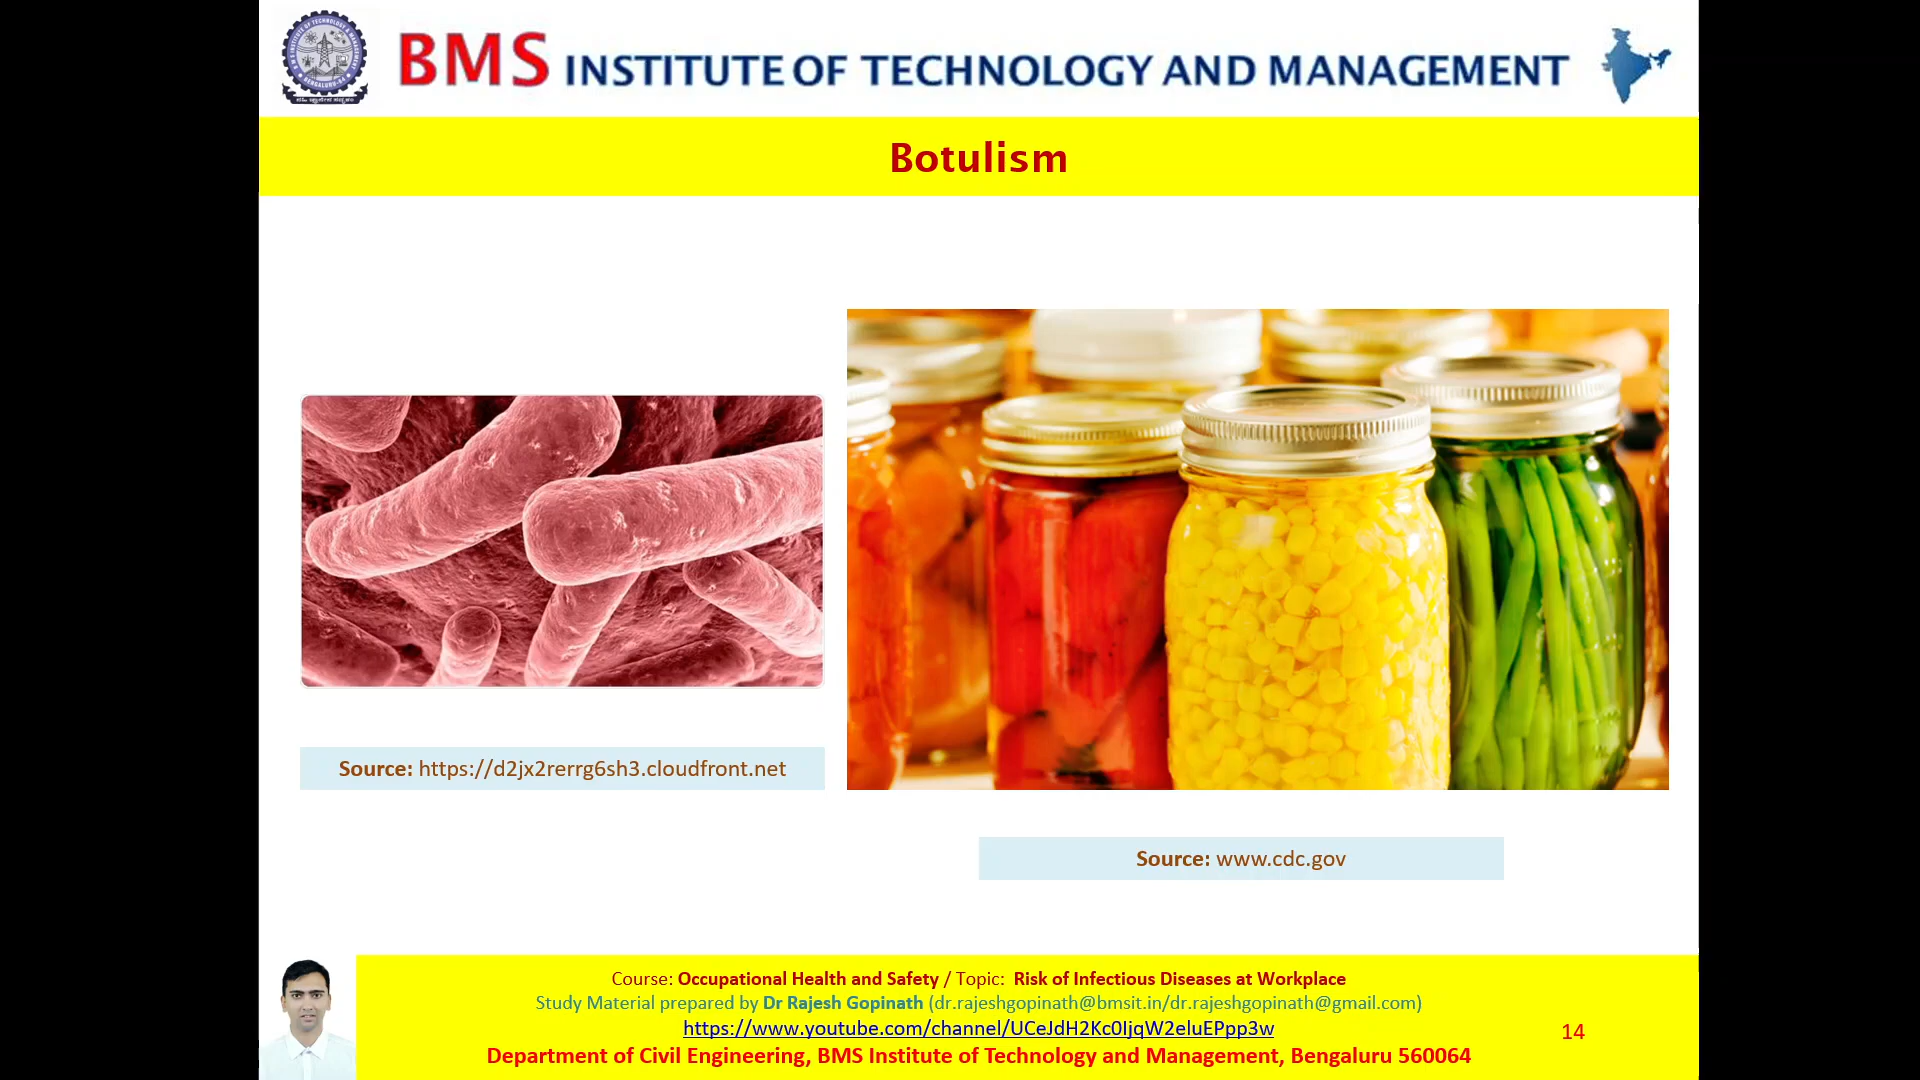 BMS INSTITUTE OF TECHNOLOGY AND MANAGEMENT
Botulism
Source: https://d2jx2rerrg6sh3.cloudfront.net
Source: www.cdc.gov
Course: Occupational Health and Safety / Topic: Risk of Infectious Diseases at Workplace
Study Material prepared by Dr Rajesh Gopinath (dr.rajeshgopinath@bmsit.in/dr.rajeshgopinath@gmail.com)
https://www.youtube.com/channel/UCeJdH2Kc0IjqW2eluEPpp3w
14
Department of Civil Engineering, BMS Institute of Technology and Management, Bengaluru 560064